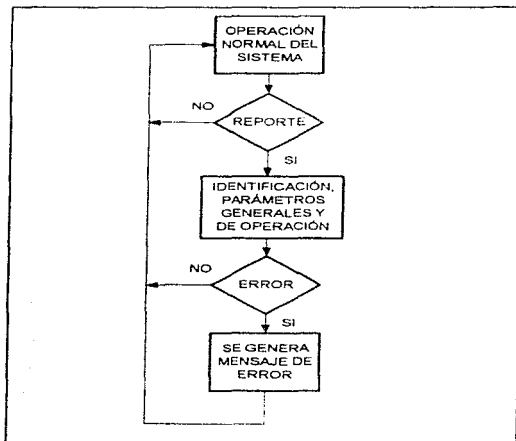 OPERACIÓN
NORMAL DEL
SISTEMA
NO
REPORTE
SI
IDENTIFICACIÓN,
PARÁMETROS
GENERALES Y
DE OPERACIÓN
NO
ERROR
SI
SE GENERA
MENSAJE DE
ERROR